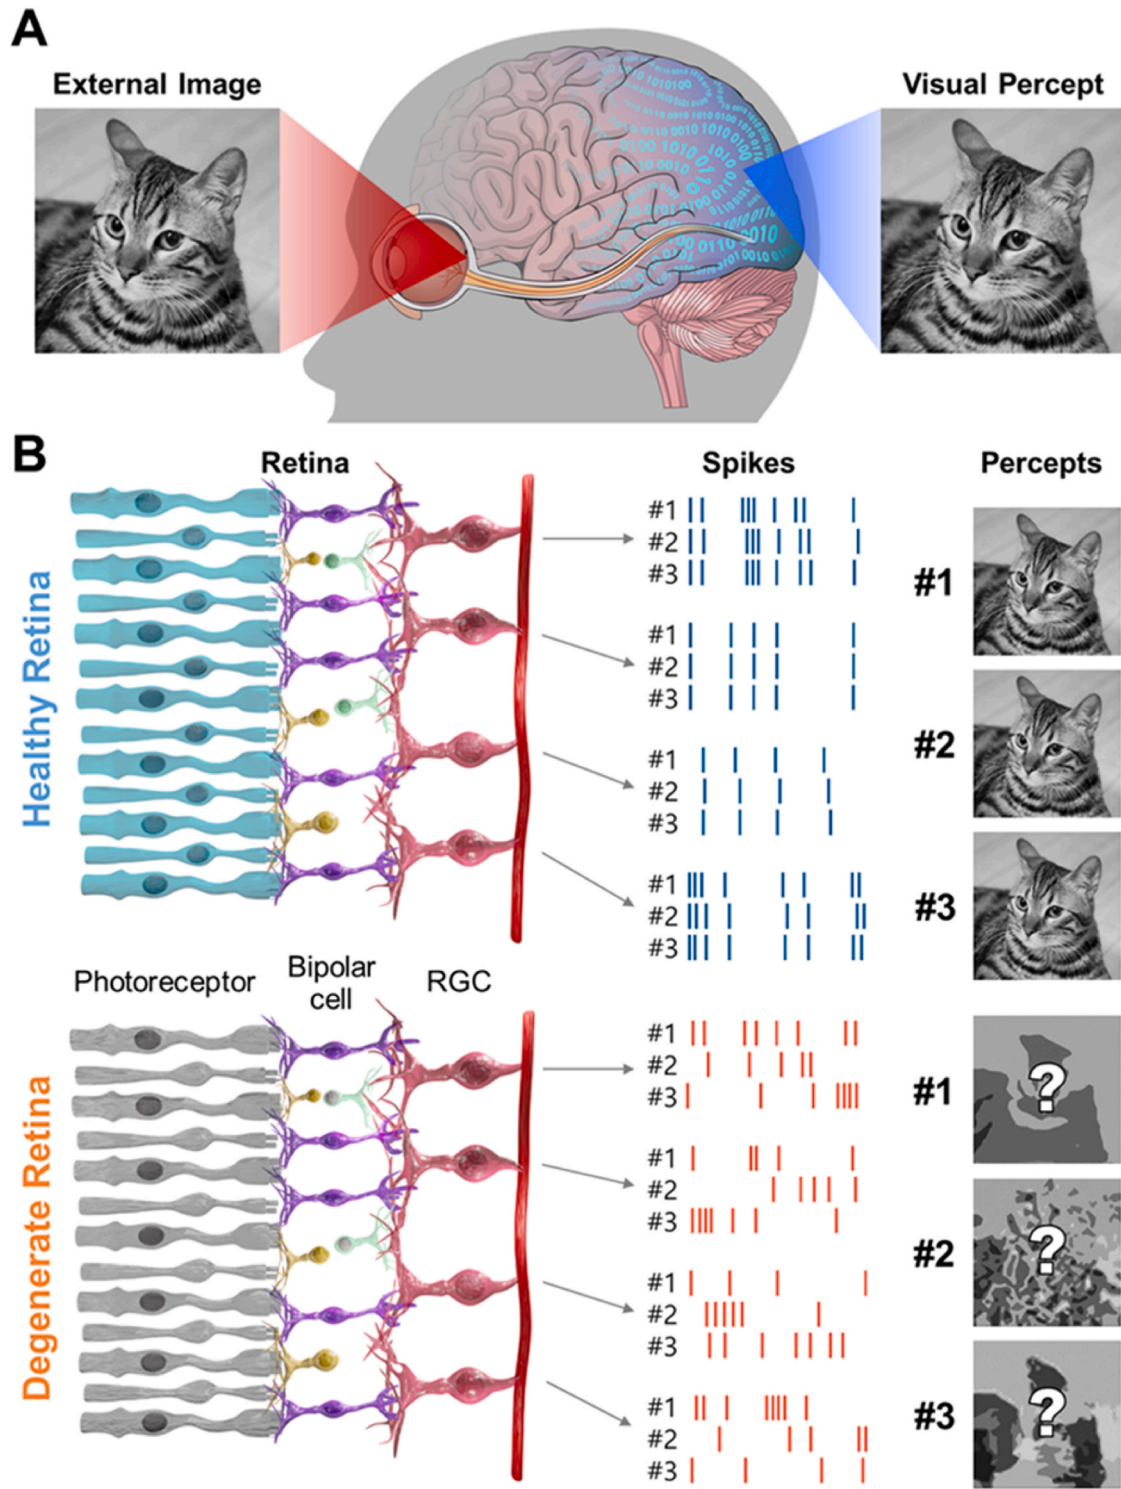 A
External Image
Visual Percept
B
Retina
Spikes
Percepts
Healthy Retina
#1
#2
#3
#1
#2
#3
#1
#2
#3
#1
#2
#3
#1
#2
#3
Photoreceptor
Bipolar
cell
RGC
Degenerate Retina
#1
#2
#3
#1
#2
#3
#1
#2
#3
#1
#2
#3
#1
?
#2
?
#3
?